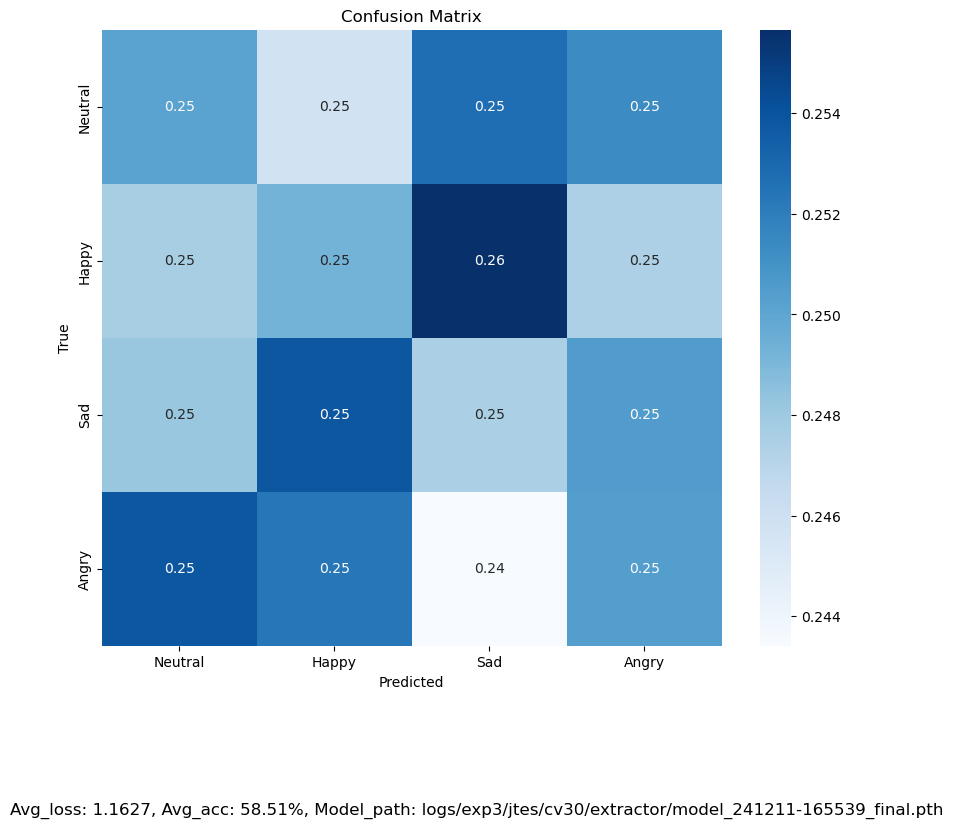 Confusion Matrix
Neutral 0.25 0.25 0.25 0.25
Happy 0.25 0.25 0.26 0.25
Sad 0.25 0.25 0.25 0.25
Angry 0.25 0.25 0.24 0.25
True
Neutral Happy Sad Angry
Predicted
0.254
0.252
0.250
0.248
0.246
0.244
Avg_loss: 1.1627, Avg_acc: 58.51%, Model_path: logs/exp3/jtes/cv30/extractor/model_241211-165539_final.pth